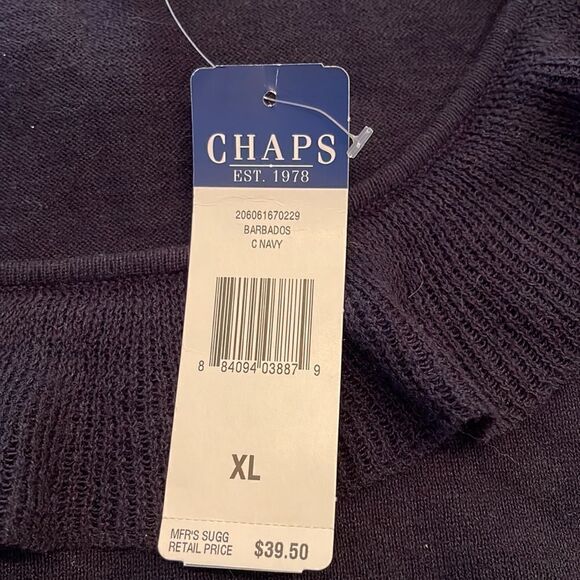 CHAPS
EST. 1978
206061670229
BARBADOS
C NAVY
8 84094 03887 9
XL
MFR'S SUGG
RETAIL PRICE $39.50